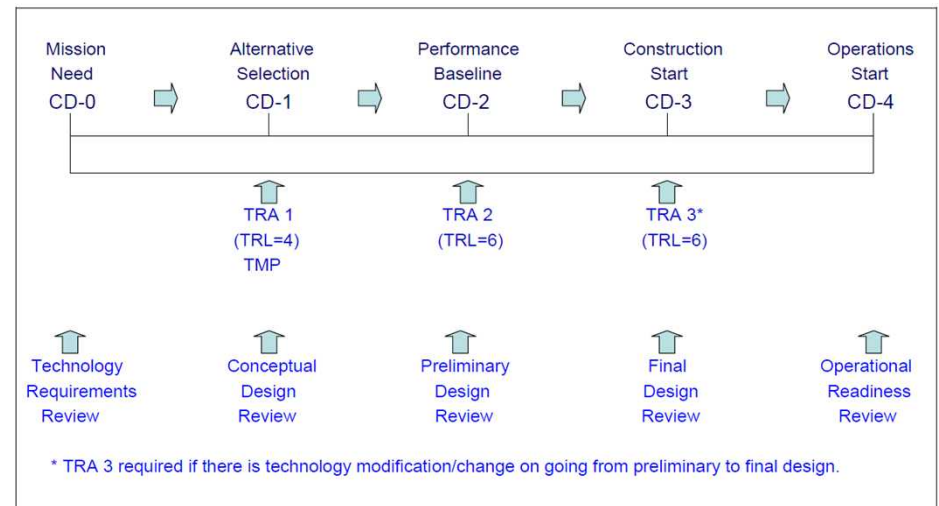 Mission
Need
CD-0
Alternative
Selection
CD-1
Performance
Baseline
CD-2
Construction
Start
CD-3
Operations
Start
CD-4
TRA 1
(TRL=4)
TMP
TRA 2
(TRL=6)
TRA 3*
(TRL=6)
Technology
Requirements
Review
Conceptual
Design
Review
Preliminary
Design
Review
Final
Design
Review
Operational
Readiness
Review
* TRA 3 required if there is technology modification/change on going from preliminary to final design.